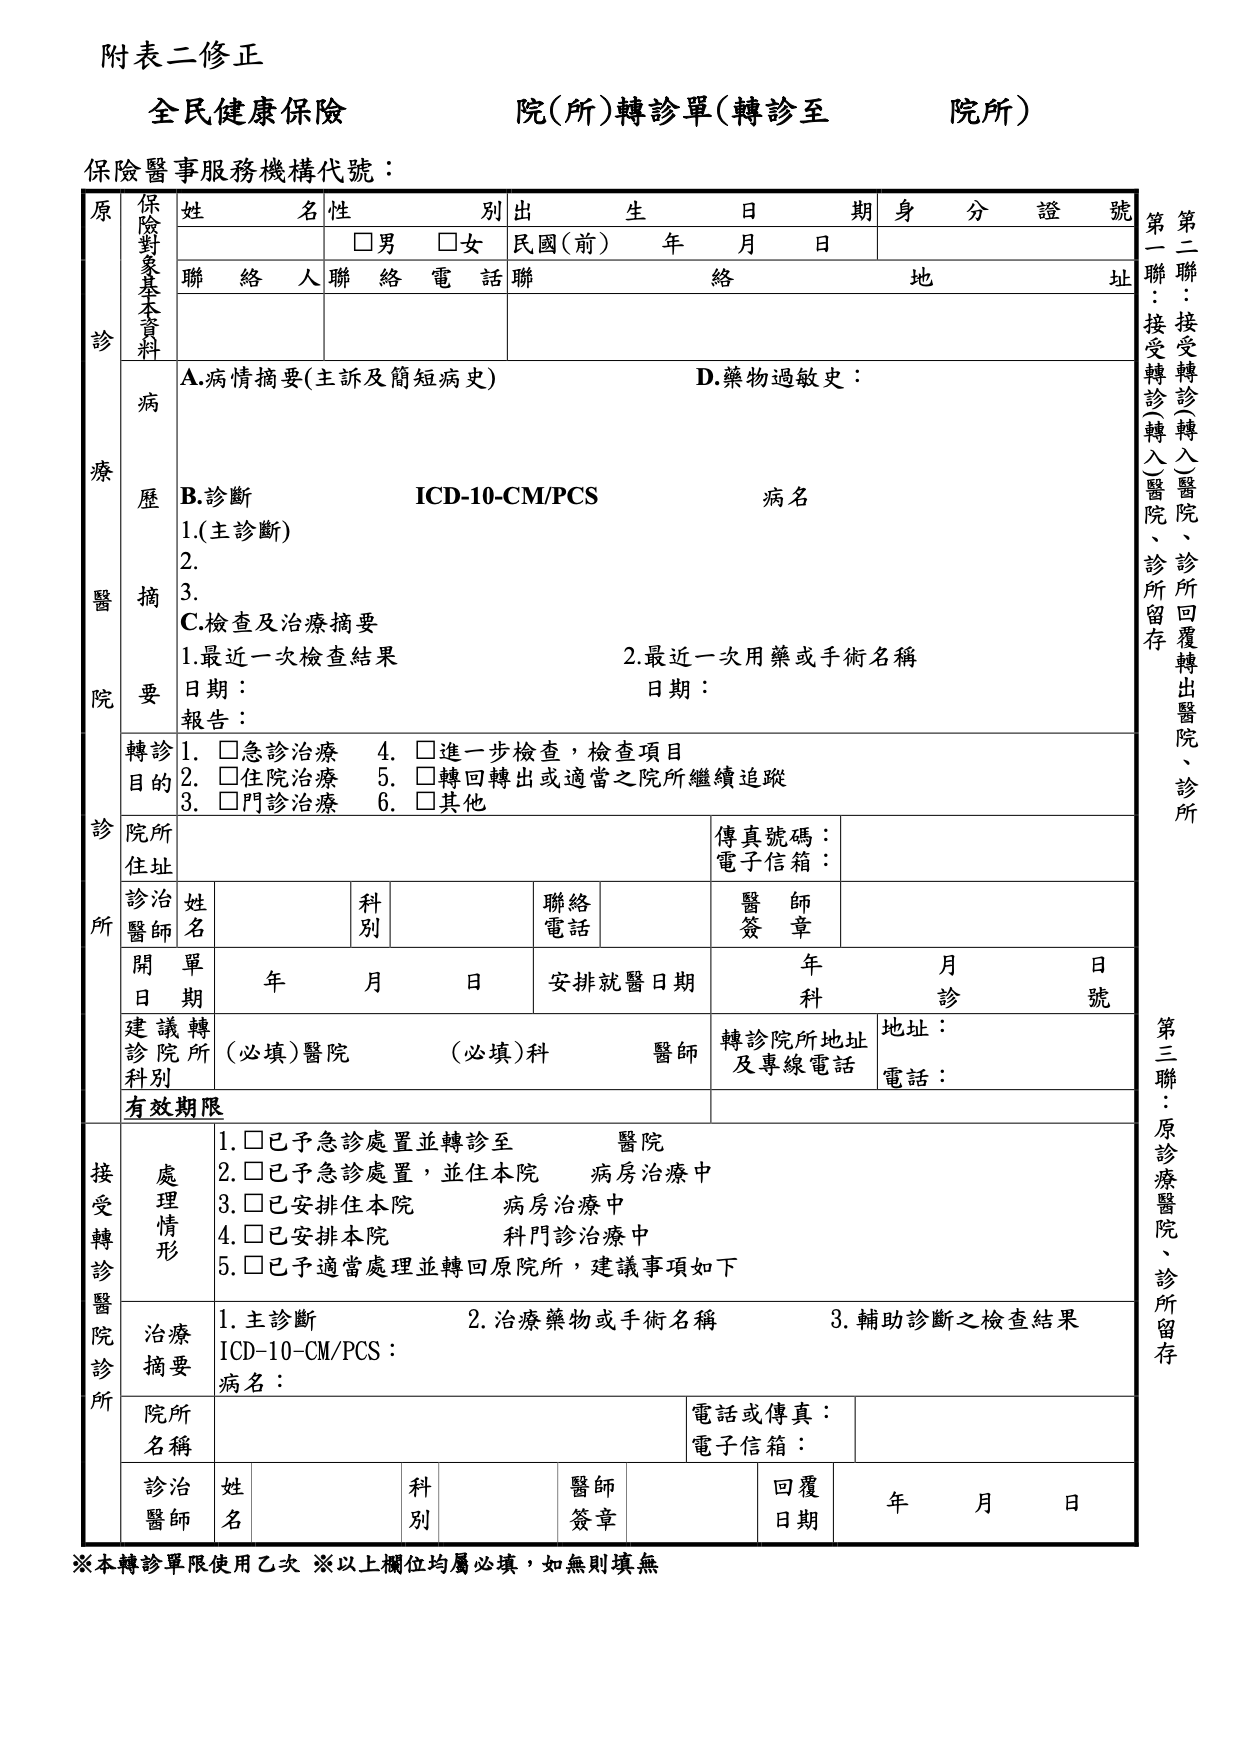 附表二修正
全民健康保險 院(所)轉診單(轉診至 院所)
保險醫事服務機構代號：
原診療醫院診所
保險對象基本資料
姓名 性別 出生日期 身分證號
□男 □女 民國(前) 年 月 日
聯絡人 聯絡電話 聯絡地址
病歷摘要
A.病情摘要(主訴及簡短病史) D.藥物過敏史：
B.診斷 ICD-10-CM/PCS 病名
1.(主診斷)
2.
3.
C.檢查及治療摘要
1.最近一次檢查結果 2.最近一次用藥或手術名稱
日期： 日期：
報告：
轉診目的
1. □急診治療 4. □進一步檢查，檢查項目
2. □住院治療 5. □轉回轉出或適當之院所繼續追蹤
3. □門診治療 6. □其他
院所住址
傳真號碼：
電子信箱：
診治醫師 姓名 科別 聯絡電話 醫師簽章
開單日期 年 月 日 安排就醫日期 年 月 日
科 診 號
建議轉診院所科別 (必填)醫院 (必填)科 醫師 轉診院所地址及專線電話 地址：
電話：
有效期限
接受轉診醫院診所
處理情形
1.□已予急診處置並轉診至 醫院
2.□已予急診處置，並住本院 病房治療中
3.□已安排住本院 病房治療中
4.□已安排本院 科門診治療中
5.□已予適當處理並轉回原院所，建議事項如下
治療摘要
1.主診斷 2.治療藥物或手術名稱 3.輔助診斷之檢查結果
ICD-10-CM/PCS：
病名：
院所名稱
電話或傳真：
電子信箱：
診治醫師 姓名 科別 醫師簽章 回覆日期 年 月 日
※本轉診單限使用乙次 ※以上欄位均屬必填，如無則填無
第二聯：接受轉診(轉入)醫院、診所回覆轉出醫院、診所
第一聯：接受轉診(轉入)醫院、診所留存
第三聯：原診療醫院、診所留存